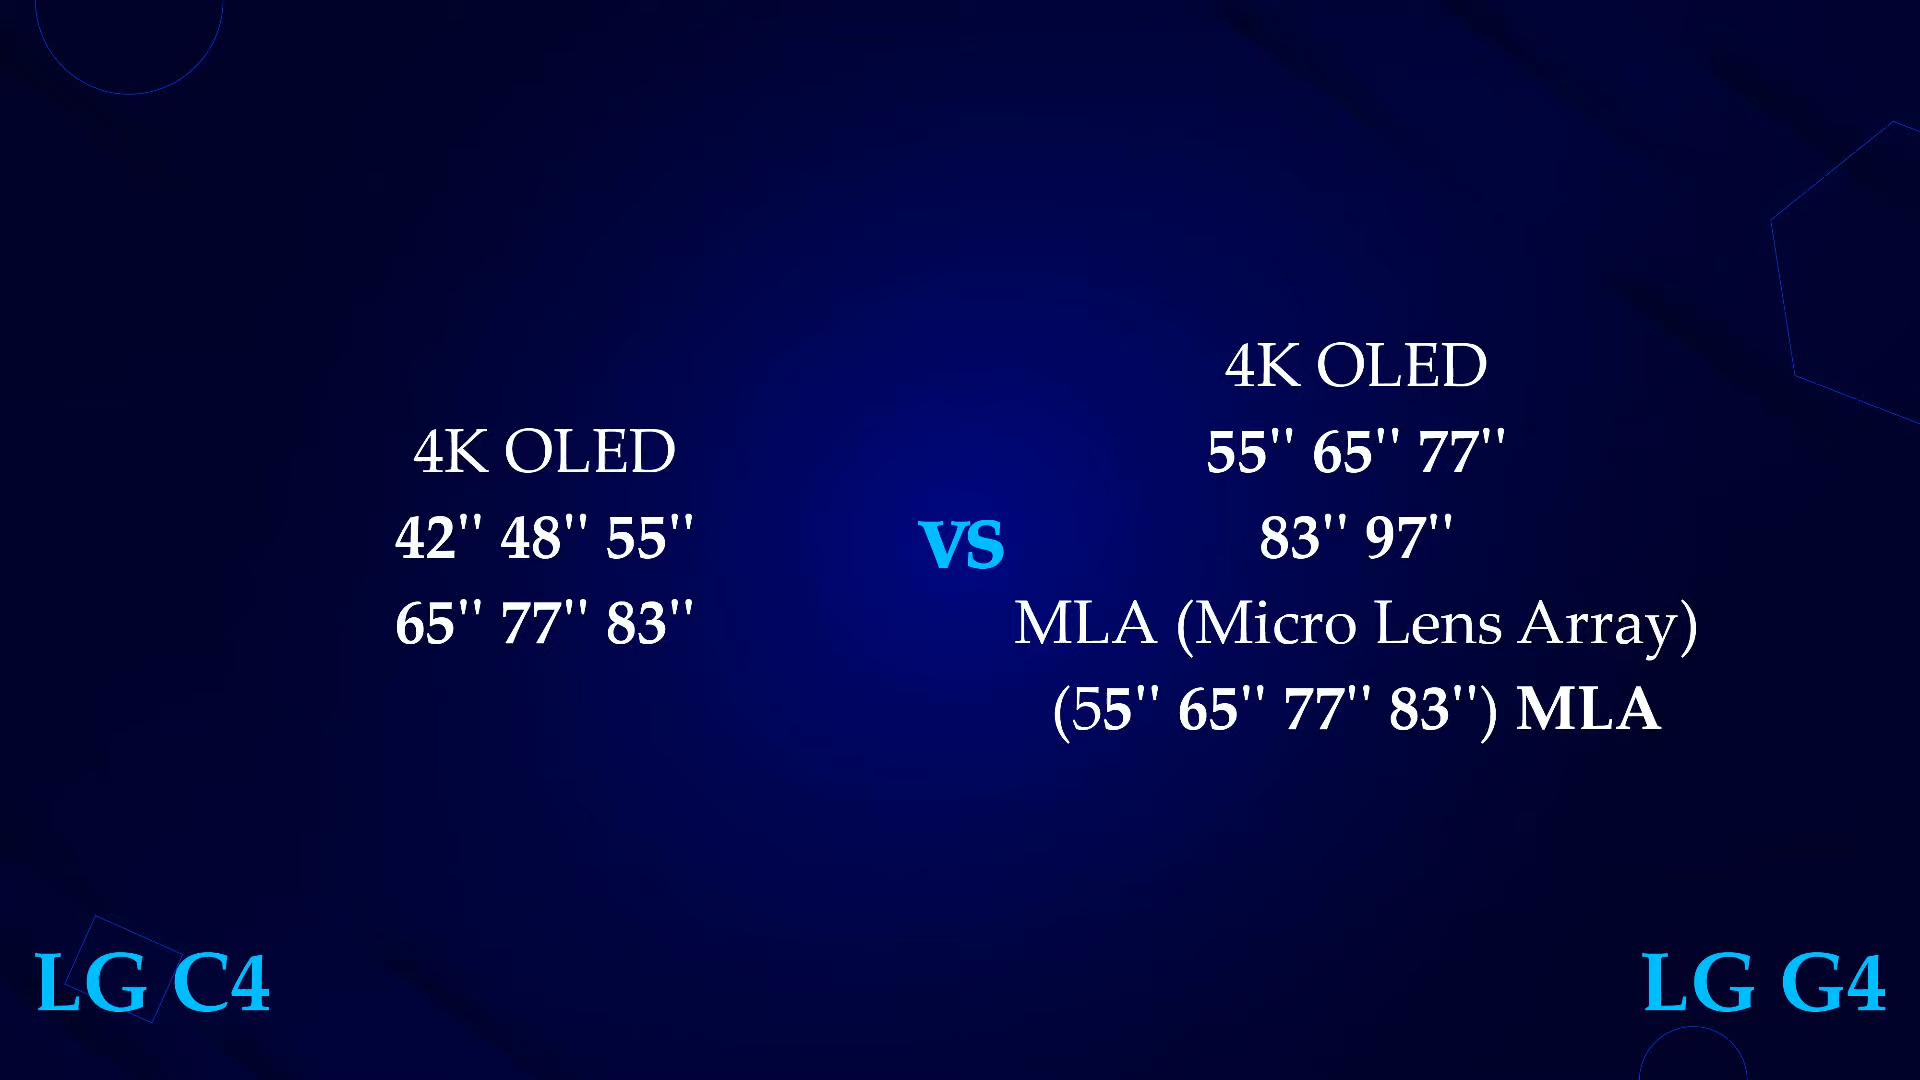 4K OLED
42'' 48'' 55''
65'' 77'' 83''
vs
4K OLED
55'' 65'' 77''
83'' 97''
MLA (Micro Lens Array)
(55'' 65'' 77'' 83'') MLA
LG C4
LG G4